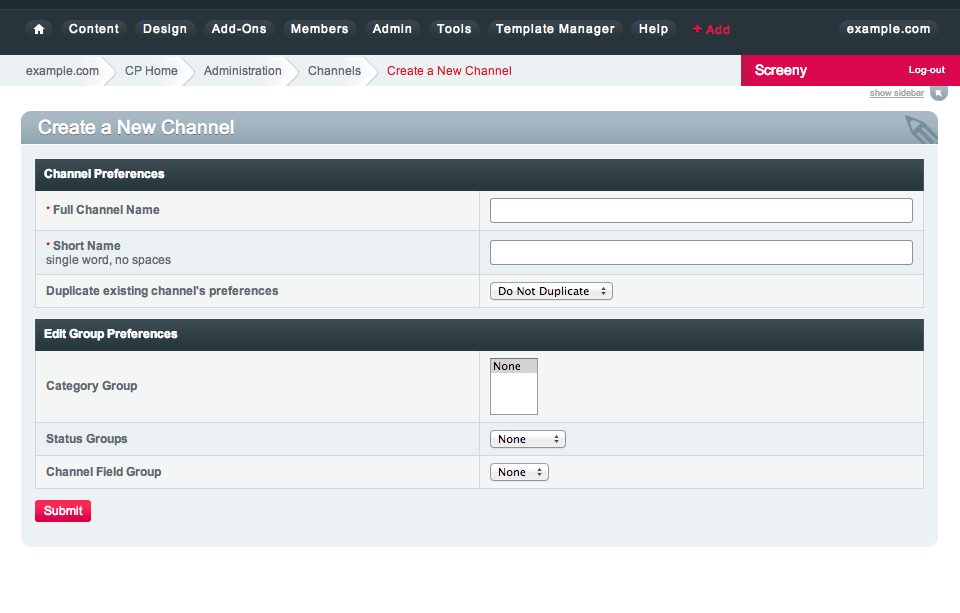 Content Design Add-Ons Members Admin Tools Template Manager Help + Add example.com
example.com CP Home Administration Channels Create a New Channel Screeny Log-out
show sidebar
Create a New Channel
Channel Preferences
* Full Channel Name
* Short Name
single word, no spaces
Duplicate existing channel's preferences Do Not Duplicate
Edit Group Preferences
Category Group None
Status Groups None
Channel Field Group None
Submit